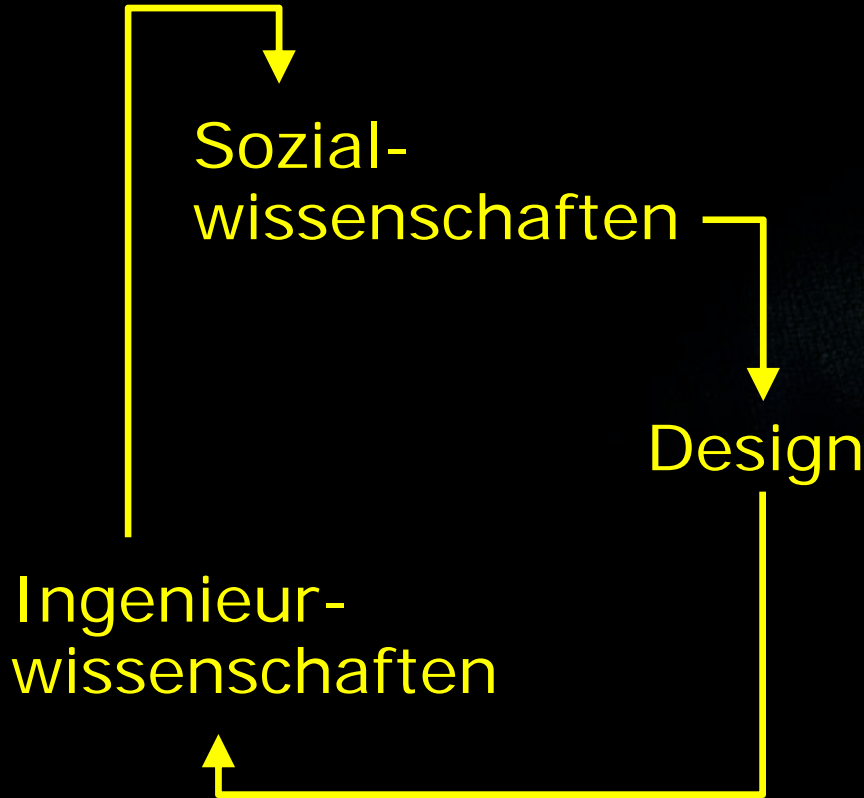 Sozial-
wissenschaften
Design
Ingenieur-
wissenschaften